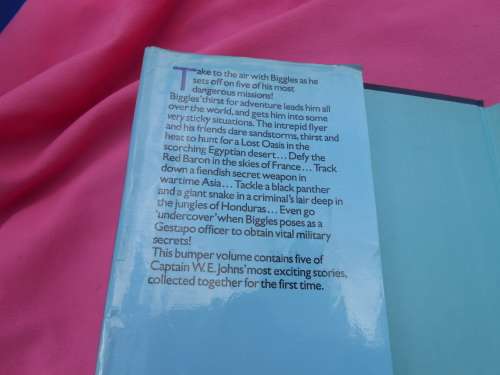 Take to the air with Biggles as he
sets off on five of his most
dangerous missions!
Biggles' thirst for adventure leads him all
over the world, and gets him into some
very sticky situations. The intrepid flyer
and his friends dare sandstorms, thirst and
heat to hunt for a Lost Oasis in the
scorching Egyptian desert... Defy the
Red Baron in the skies of France... Track
down a fiendish secret weapon in
wartime Asia... Tackle a black panther
and a giant snake in a criminal's lair deep in
the jungles of Honduras... Even go
'undercover' when Biggles poses as a
Gestapo officer to obtain vital military
secrets!
This bumper volume contains five of
Captain W.E. Johns' most exciting stories,
collected together for the first time.